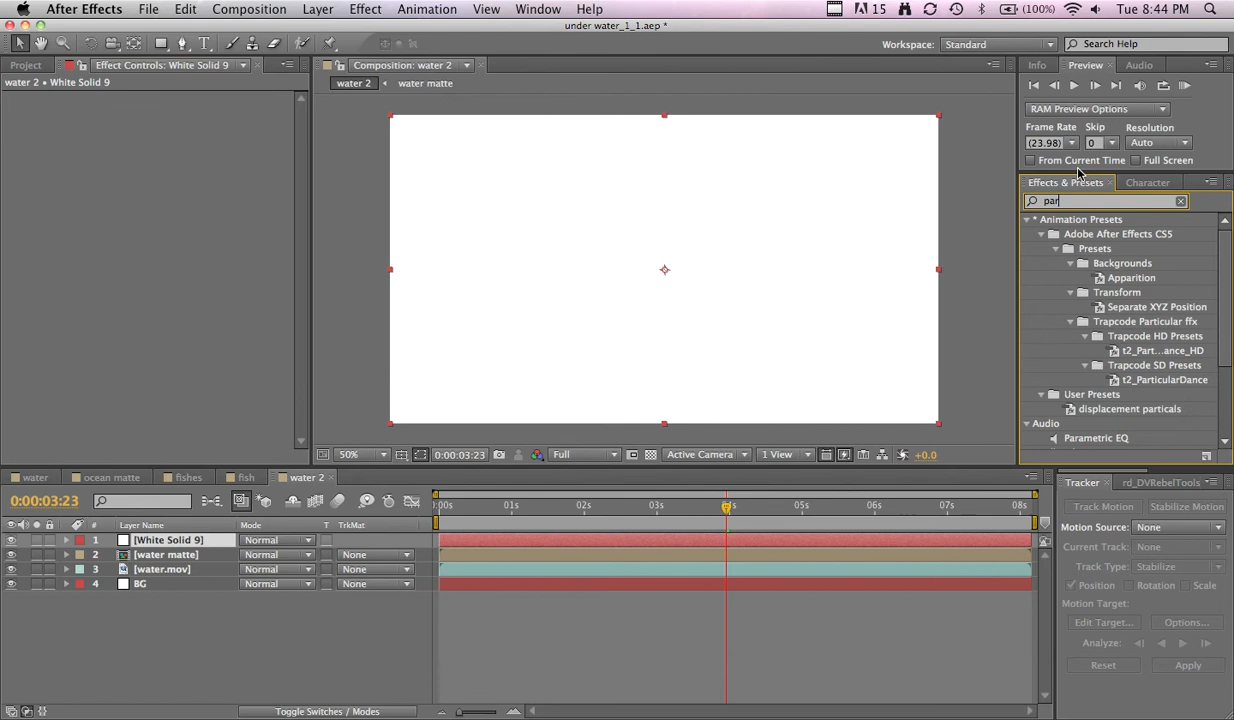 After Effects File Edit Composition Layer Effect Animation View Window Help 15 (100%) Tue 8:44 PM
under water_1_1.aep *
Workspace: Standard Search Help
Project Effect Controls: White Solid 9 Composition: water 2 Info Preview Audio
water 2 • White Solid 9 water 2 water matte
RAM Preview Options
Frame Rate Skip Resolution
(23.98) 0 Auto
From Current Time Full Screen
Effects & Presets Character
par
* Animation Presets
Adobe After Effects CS5
Presets
Backgrounds
Apparition
Transform
Separate XYZ Position
Trapcode Particular ffx
Trapcode HD Presets
t2_Part...ance_HD
Trapcode SD Presets
t2_ParticularDance
User Presets
displacement particals
Audio
Parametric EQ
50% 0:00:03:23 Full Active Camera 1 View +0.0
water ocean matte fishes fish water 2
0:00:03:23
:00s 01s 02s 03s 4s 05s 06s 07s 08s
# Layer Name Mode T TrkMat
1 [White Solid 9] Normal
2 [water matte] Normal None
3 [water.mov] Normal None
4 BG Normal None
Toggle Switches / Modes
Tracker rd_DVRebelTools
Track Motion Stabilize Motion
Motion Source: None
Current Track: None
Track Type: Stabilize
Position Rotation Scale
Motion Target:
Edit Target... Options...
Analyze:
Reset Apply